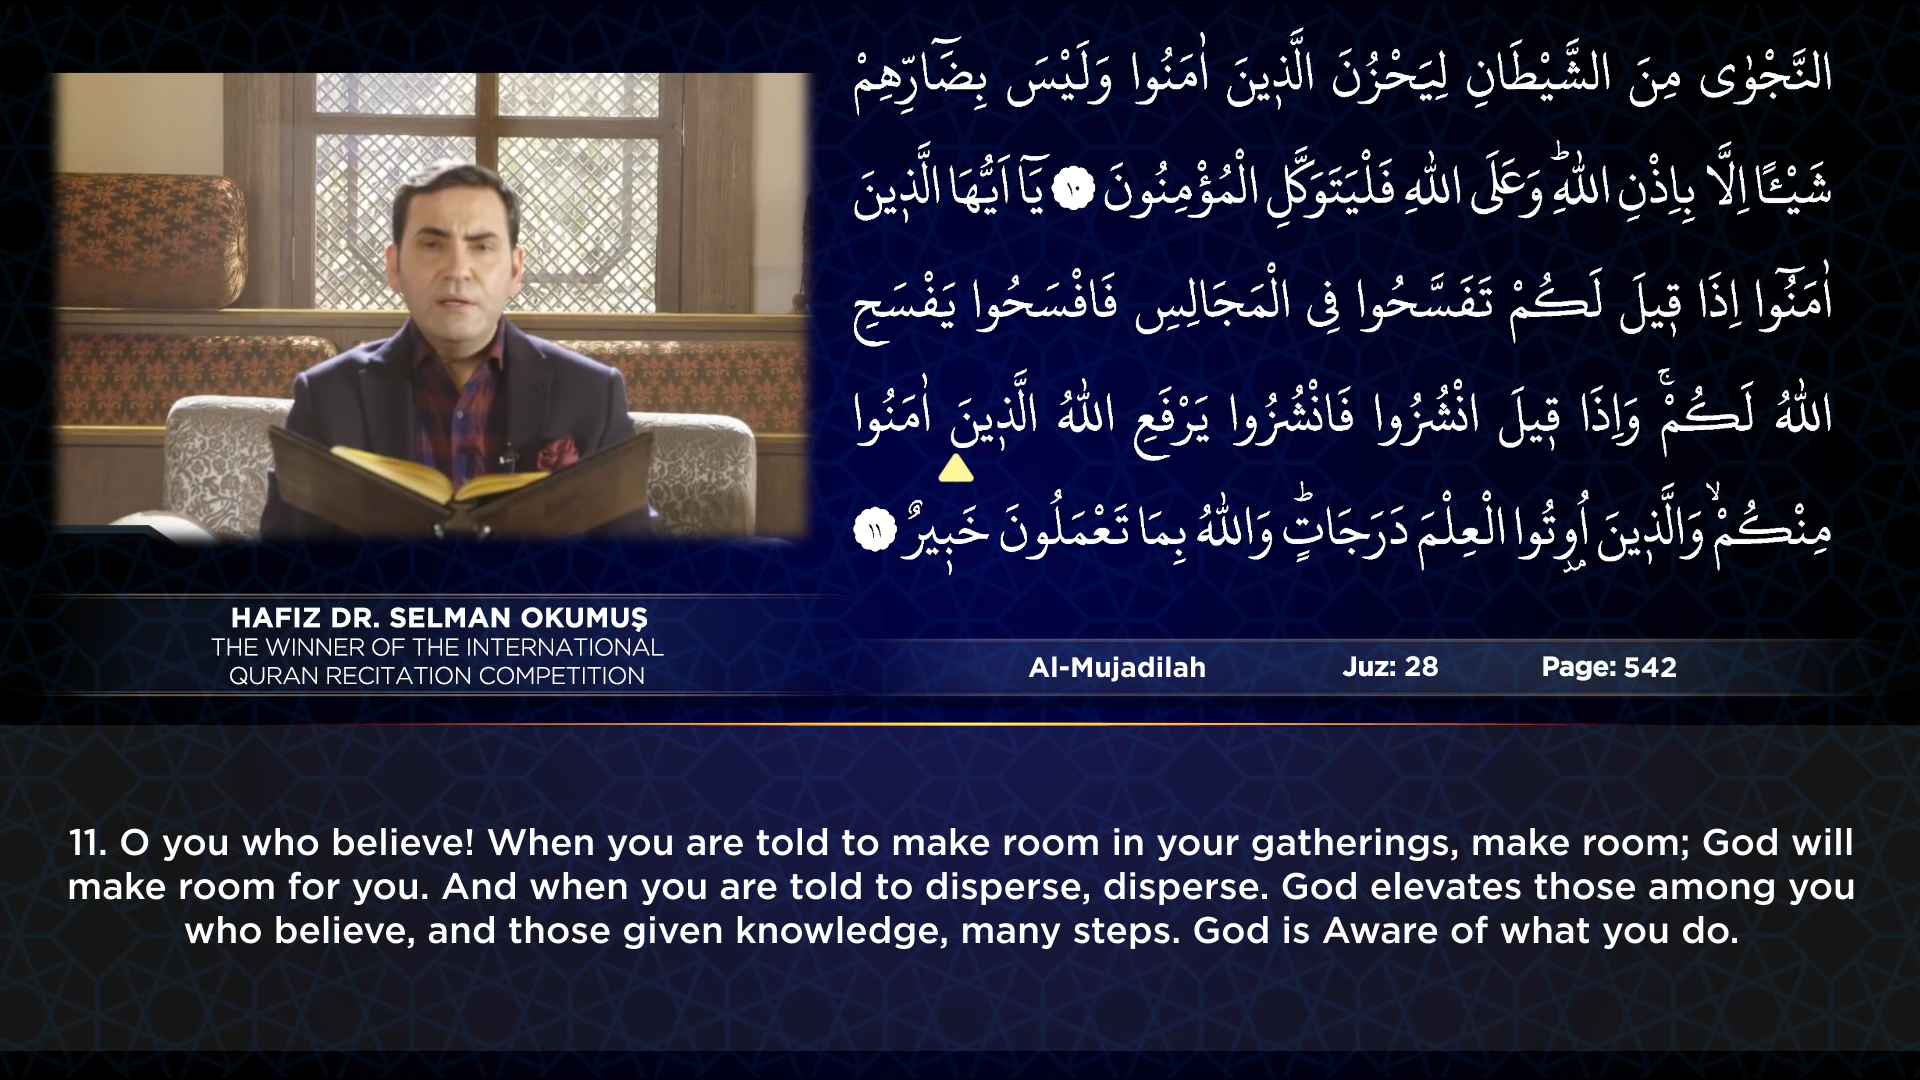 النَّجْوٰى مِنَ الشَّيْطَانِ لِيَحْزُنَ الَّذ۪ينَ اٰمَنُوا وَلَيْسَ بِضَٓارِّهِمْ
شَيْـًٔا اِلَّا بِاِذْنِ اللّٰهِۜ وَعَلَى اللّٰهِ فَلْيَتَوَكَّلِ الْمُؤْمِنُونَ ١٠ يَٓا اَيُّهَا الَّذ۪ينَ
اٰمَنُٓوا اِذَا ق۪يلَ لَكُمْ تَفَسَّحُوا فِى الْمَجَالِسِ فَافْسَحُوا يَفْسَحِ
اللّٰهُ لَكُمْۚ وَاِذَا ق۪يلَ انْشُزُوا فَانْشُزُوا يَرْفَعِ اللّٰهُ الَّذ۪ينَ اٰمَنُوا
مِنْكُمْۙ وَالَّذ۪ينَ اُو۫تُوا الْعِلْمَ دَرَجَاتٍۜ وَاللّٰهُ بِمَا تَعْمَلُونَ خَب۪يرٌ ١١
HAFIZ DR. SELMAN OKUMUŞ
THE WINNER OF THE INTERNATIONAL
QURAN RECITATION COMPETITION
Al-Mujadilah Juz: 28 Page: 542
11. O you who believe! When you are told to make room in your gatherings, make room; God will
make room for you. And when you are told to disperse, disperse. God elevates those among you
who believe, and those given knowledge, many steps. God is Aware of what you do.